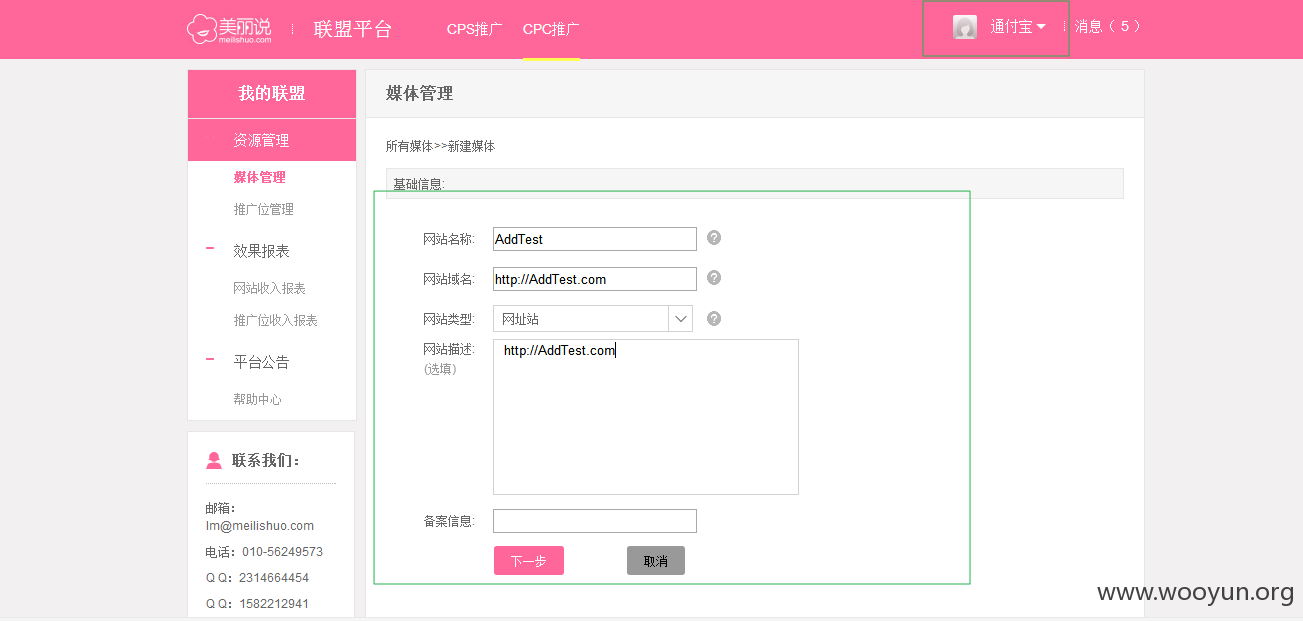 美丽说
meilishuo.com
联盟平台
CPS推广
CPC推广
通付宝
消息（ 5 ）
我的联盟
资源管理
媒体管理
推广位管理
效果报表
网站收入报表
推广位收入报表
平台公告
帮助中心
联系我们：
邮箱：
lm@meilishuo.com
电话：010-56249573
Q Q：2314664454
Q Q：1582212941
媒体管理
所有媒体>>新建媒体
基础信息:
网站名称: AddTest ?
网站域名: http://AddTest.com ?
网站类型: 网址站 ?
网站描述: http://AddTest.com
(选填)
备案信息:
下一步 取消
www.wooyun.org